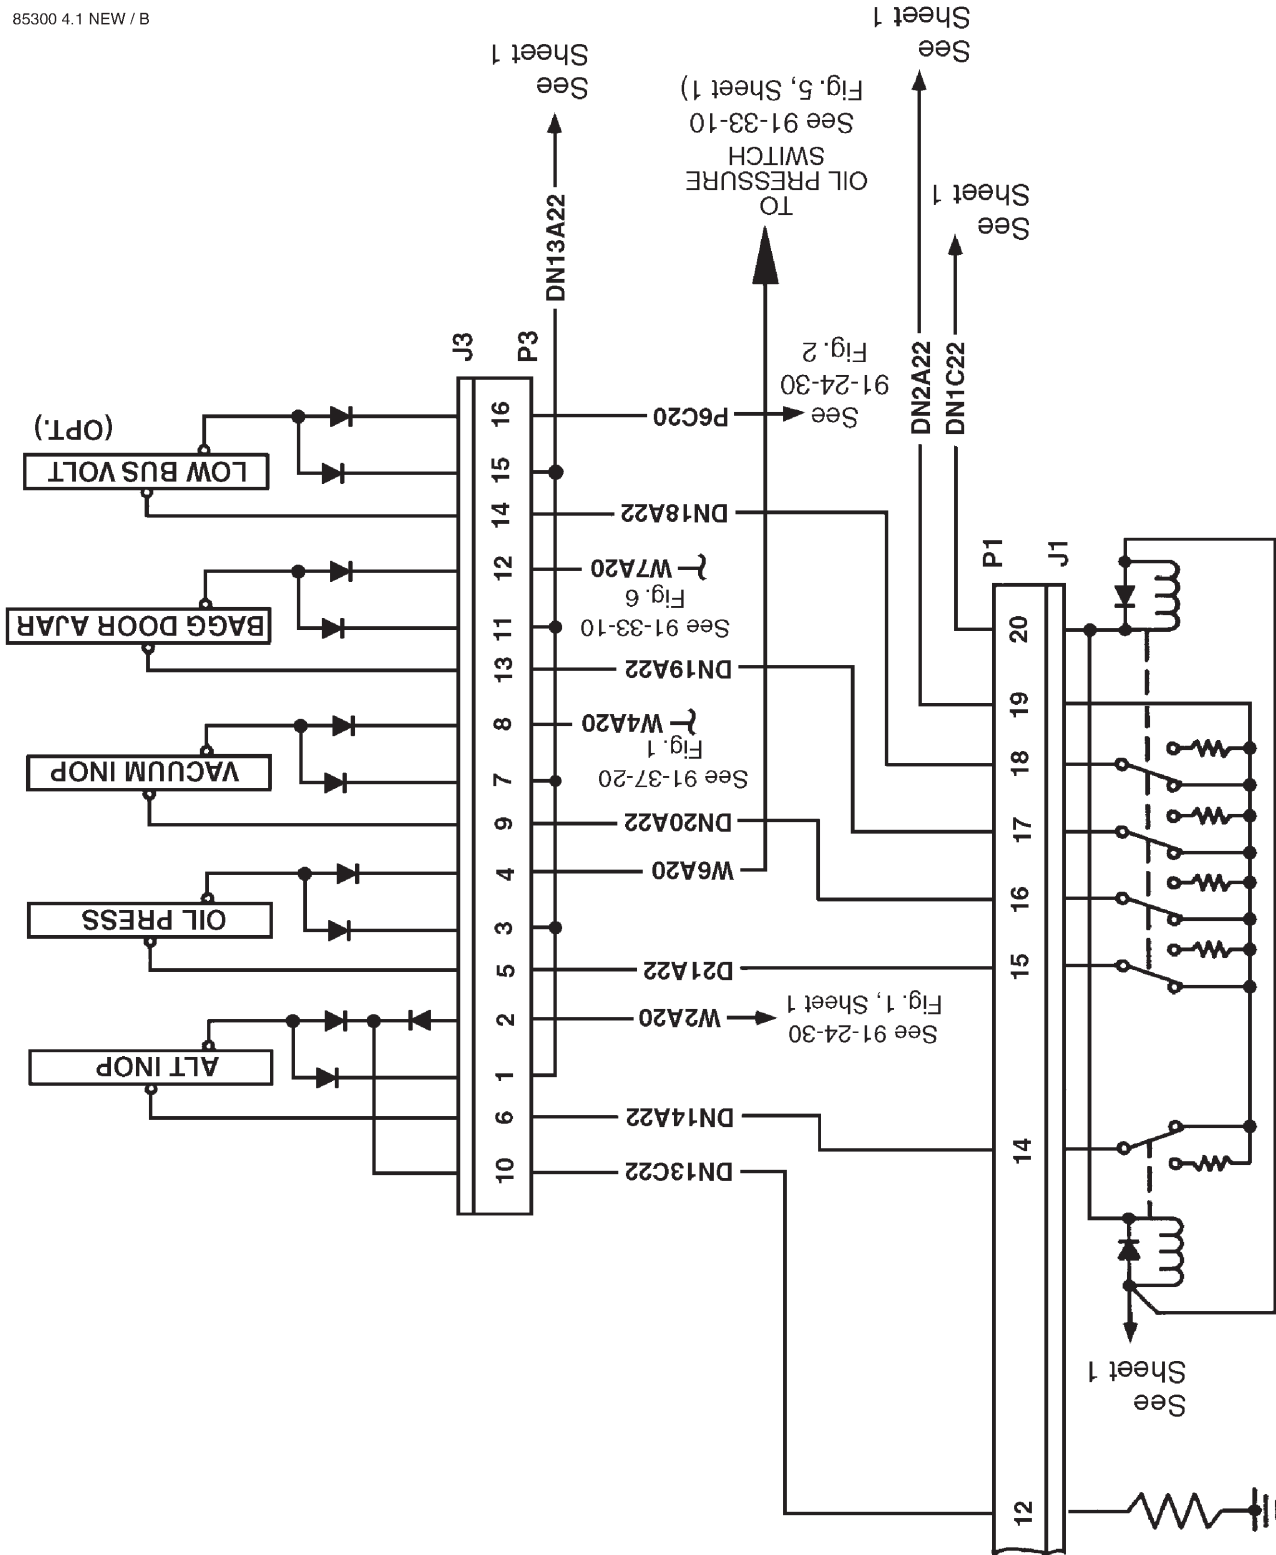 85300 4.1 NEW / B
See
Sheet 1
See
Sheet 1
TO
OIL PRESSURE
SWITCH
See 91-33-10
Fig. 5, Sheet 1)
See
Sheet 1
DN13A22
DN2A22
DN1C22
J3
P3
LOW BUS VOLT
(OPT.)
16
15
14
P6C20
See
91-24-30
Fig. 2
DN18A22
BAGG DOOR AJAR
12
11
13
W7A20
See 91-33-10
Fig. 6
DN19A22
VACUUM INOP
8
7
9
W4A20
See 91-37-20
Fig. 1
DN20A22
OIL PRESS
4
3
5
W6A20
D21A22
ALT INOP
2
1
6
10
W2A20
See 91-24-30
Fig. 1, Sheet 1
DN14A22
DN13C22
P1
J1
20
19
18
17
16
15
14
12
See
Sheet 1